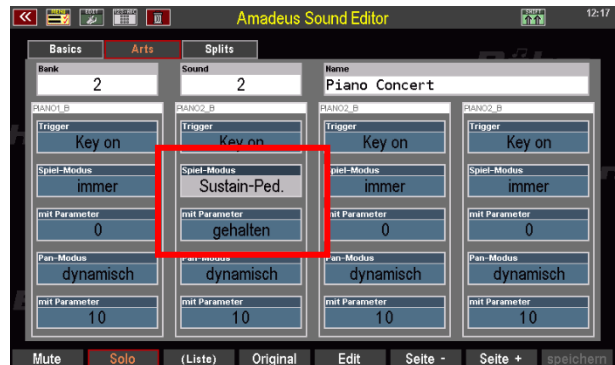 MENU EDIT SHIFT
Amadeus Sound Editor 12:17
Basics Arts Splits
Bank Sound Name
2 2 Piano Concert
PIANO1_B PIANO2_B PIANO2_B PIANO2_B
Trigger Trigger Trigger Trigger
Key on Key on Key on Key on
Spiel-Modus Spiel-Modus Spiel-Modus Spiel-Modus
immer Sustain-Ped. immer immer
mit Parameter mit Parameter mit Parameter mit Parameter
0 gehalten 0 0
Pan-Modus Pan-Modus Pan-Modus Pan-Modus
dynamisch dynamisch dynamisch dynamisch
mit Parameter mit Parameter mit Parameter mit Parameter
10 10 10 10
Mute Solo (Liste) Original Edit Seite - Seite + speichern